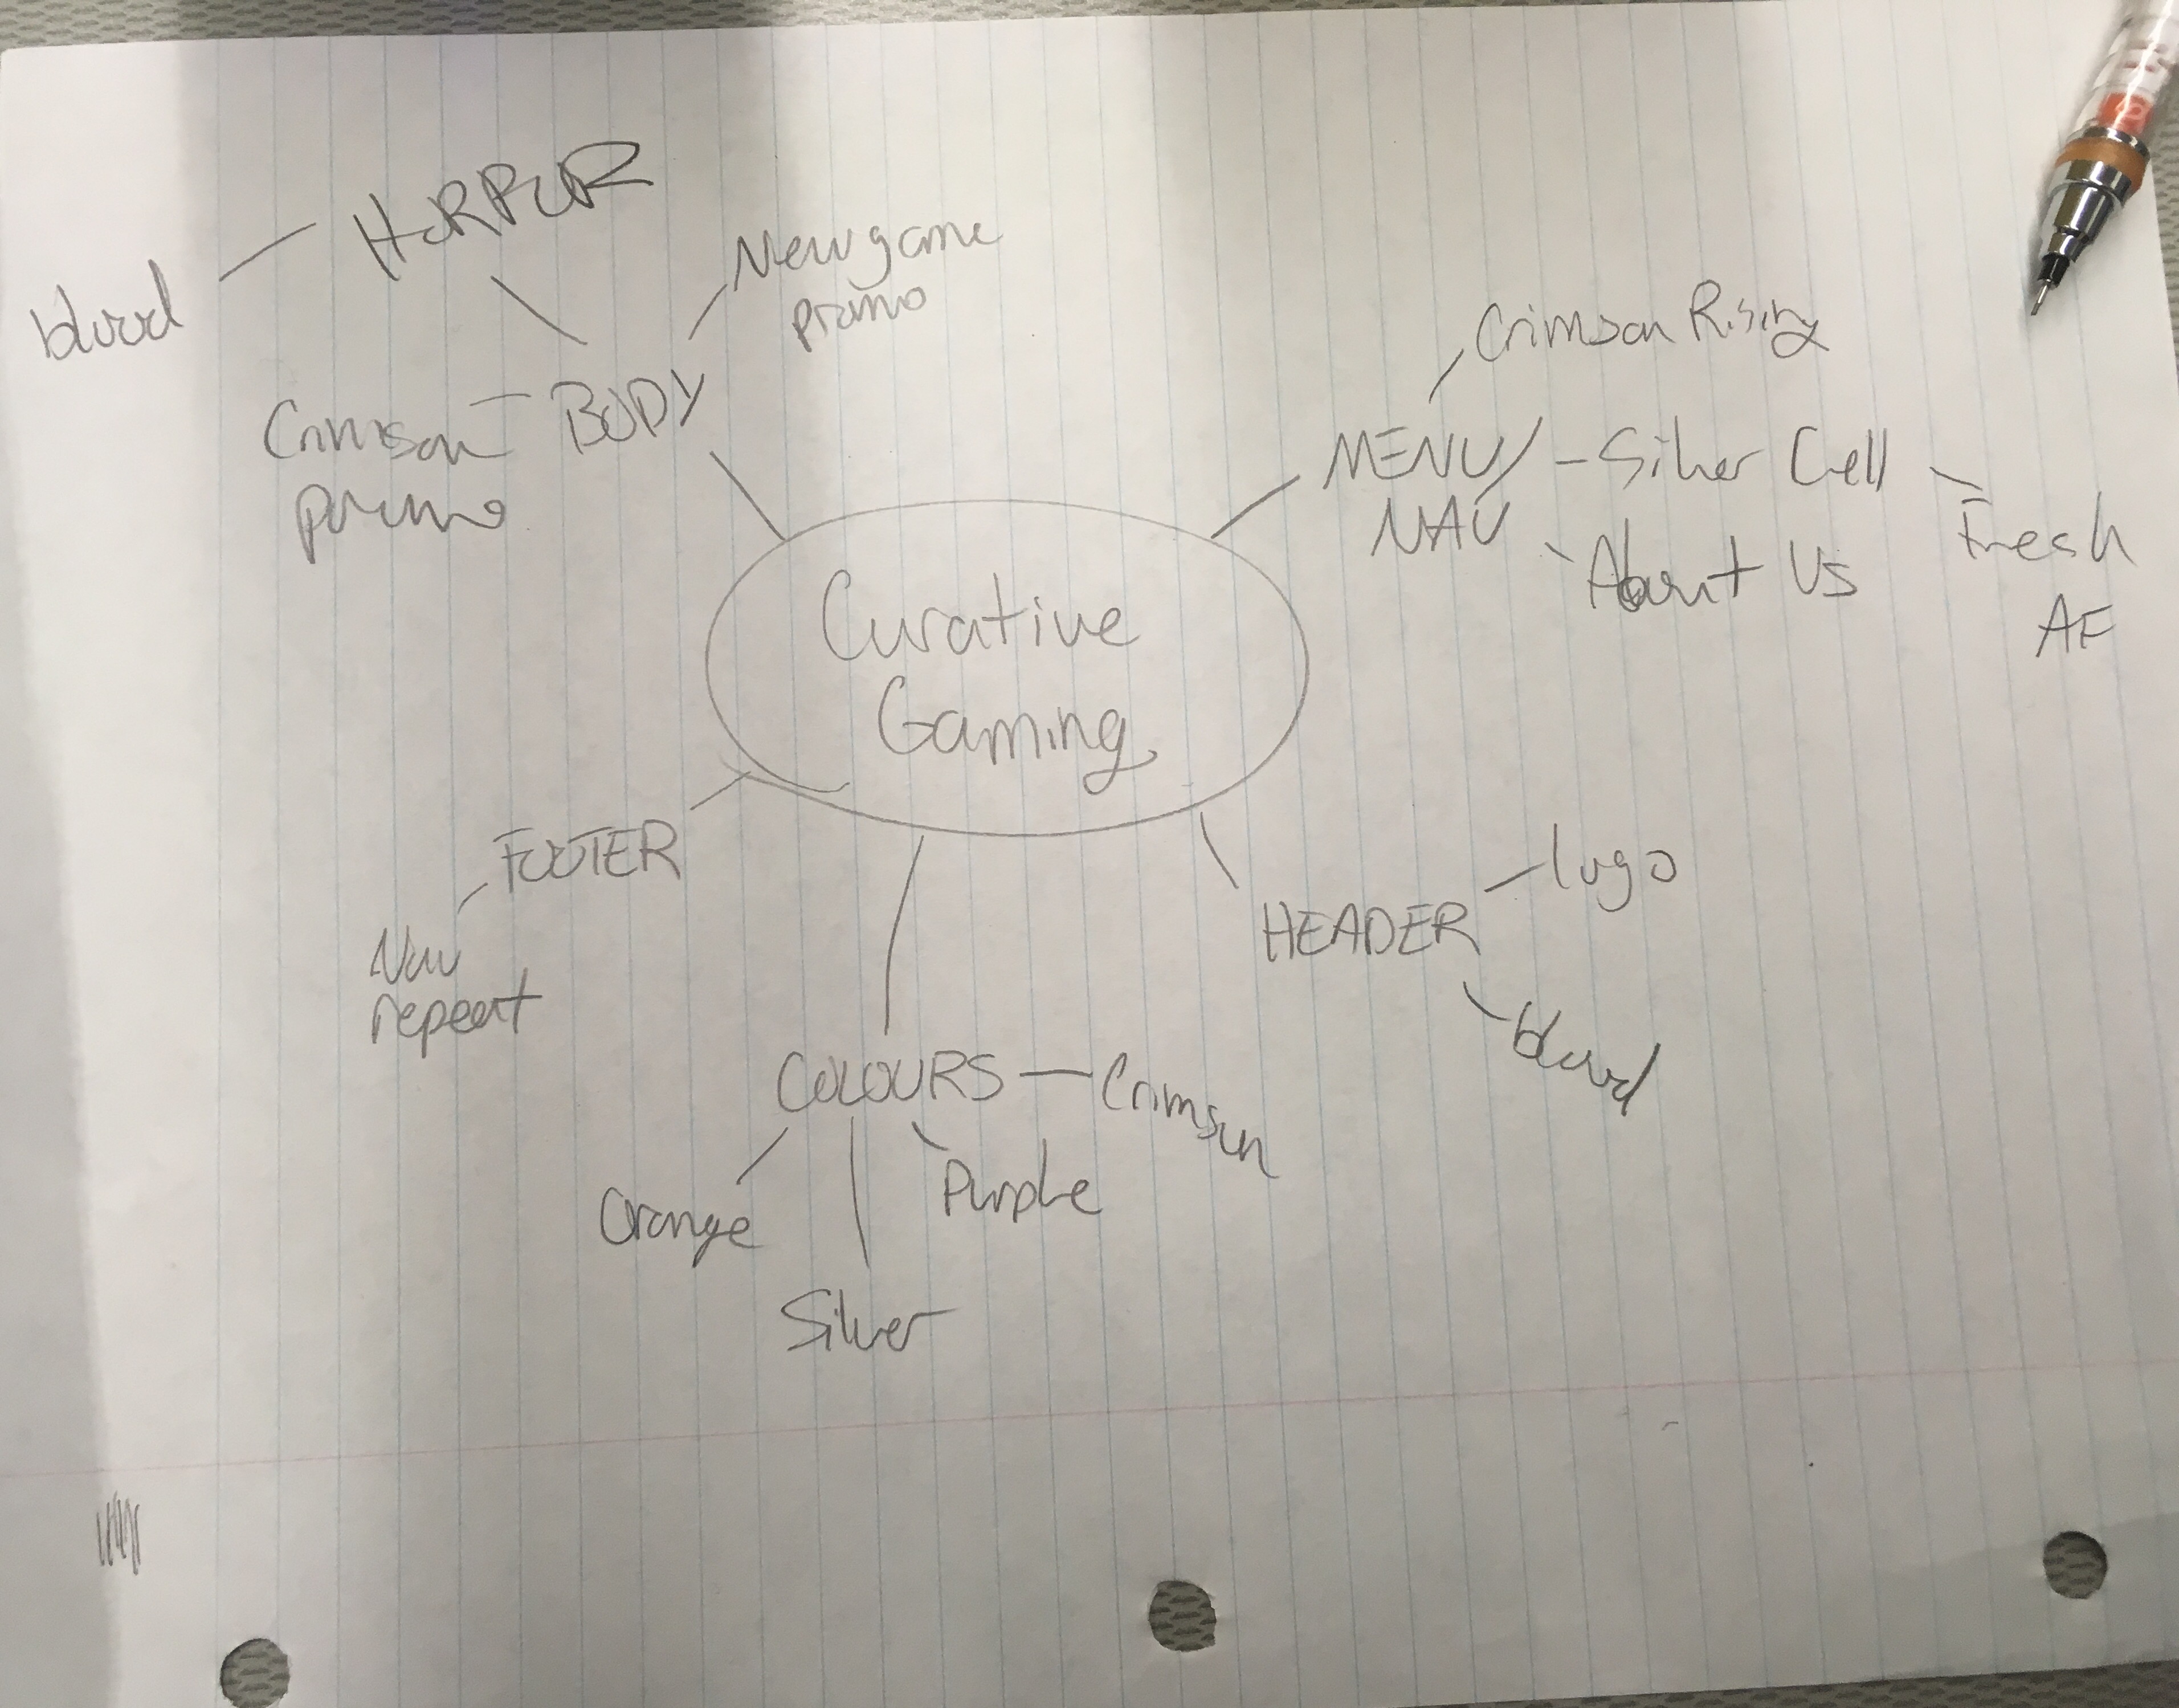 HORROR
blood
New game
promo
Crimson
promo
BODY
Crimson Rising
MENU/
NAV
Silver Cell
About Us
Fresh
AF
Curative
Gaming
FOOTER
Nav
repeat
HEADER
logo
blood
COLOURS
Crimson
Purple
Orange
Silver